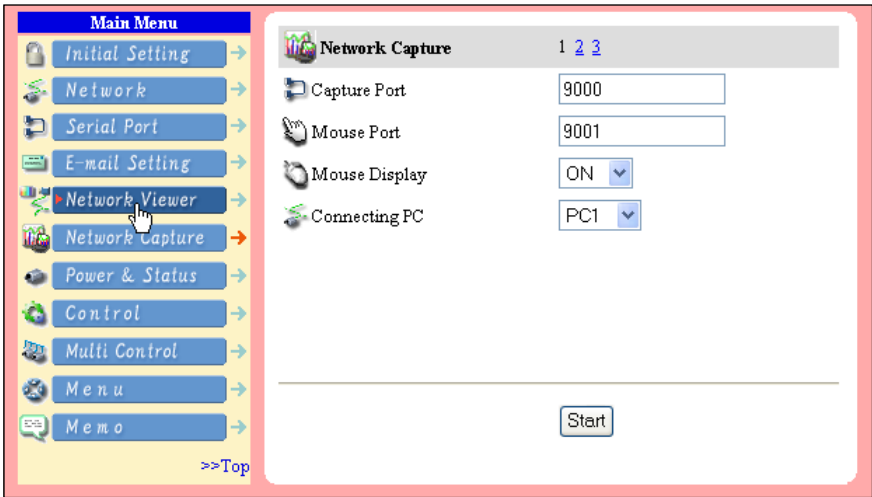 Main Menu
Initial Setting
Network
Serial Port
E-mail Setting
Network Viewer
Network Capture
Power & Status
Control
Multi Control
Menu
Memo
>>Top
Network Capture 1 2 3
Capture Port 9000
Mouse Port 9001
Mouse Display ON
Connecting PC PC1
Start